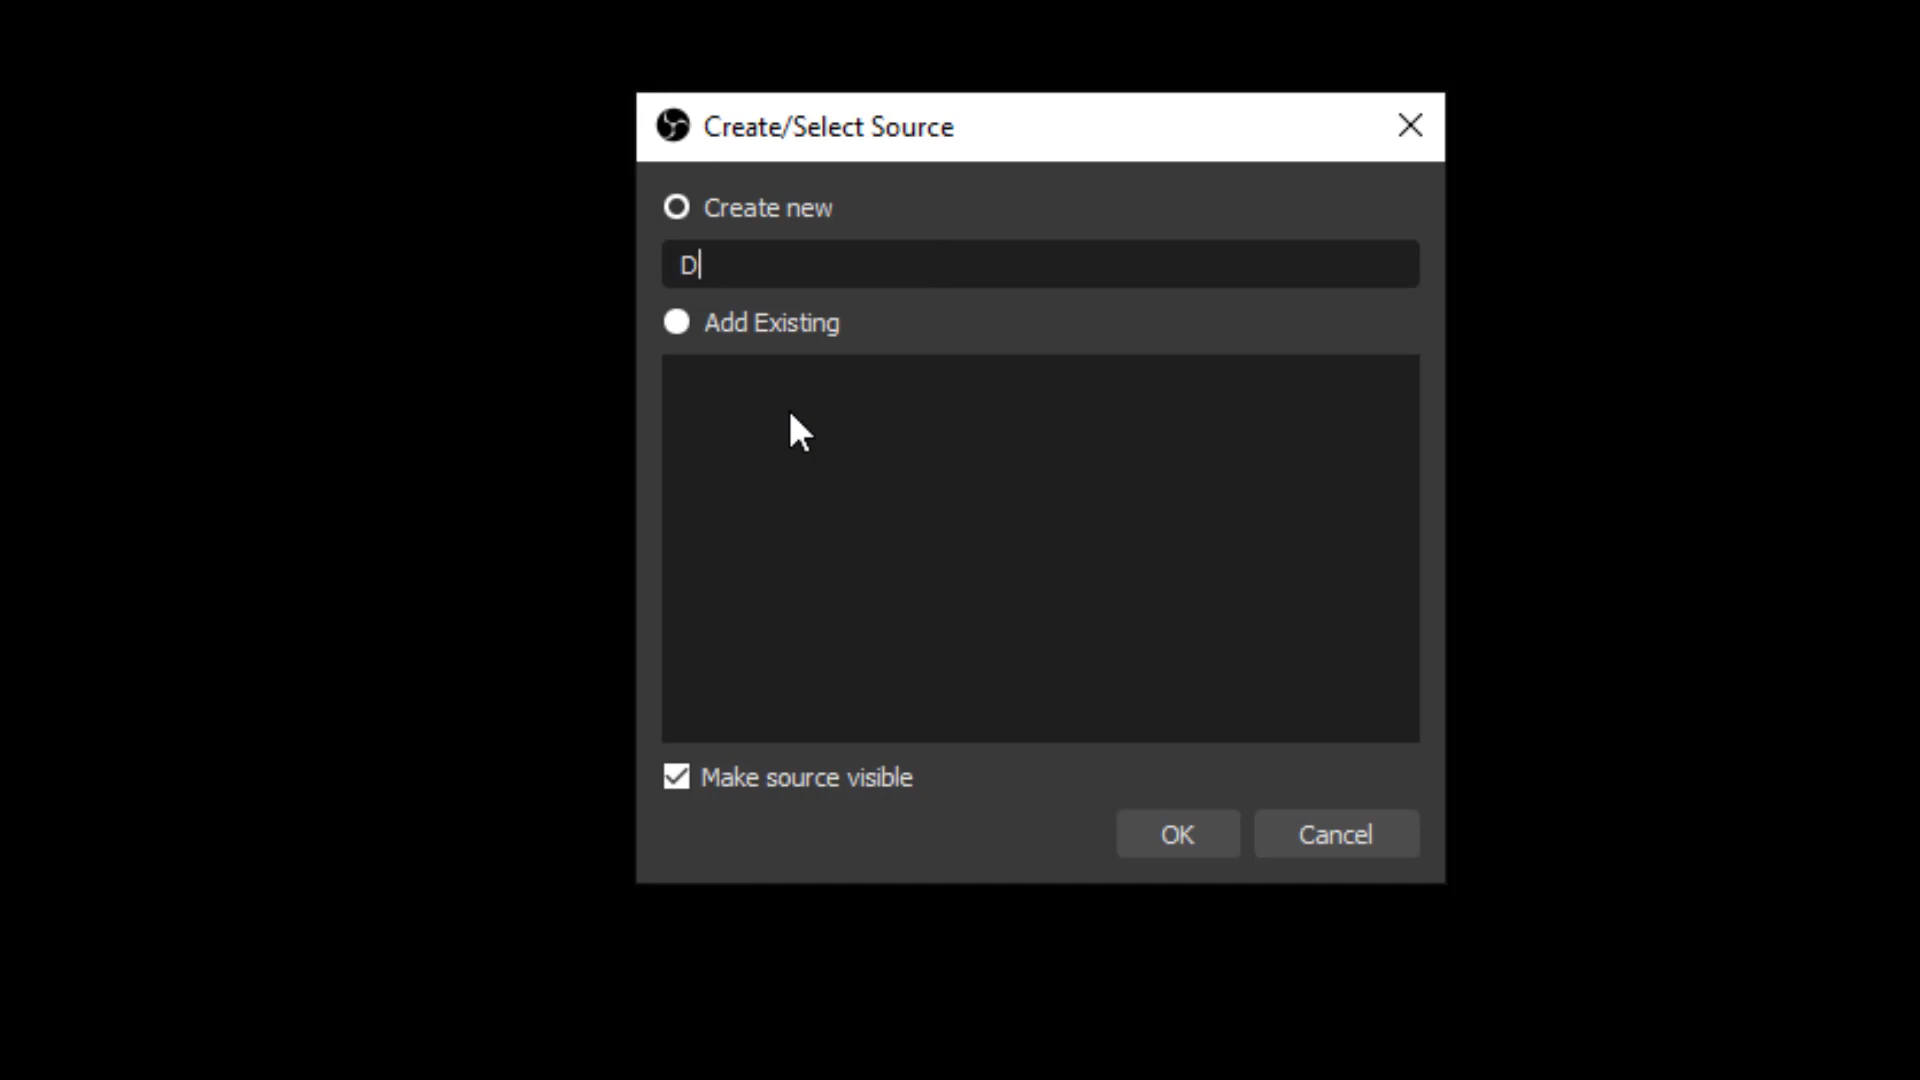 Create/Select Source
Create new
D
Add Existing
Make source visible
OK
Cancel